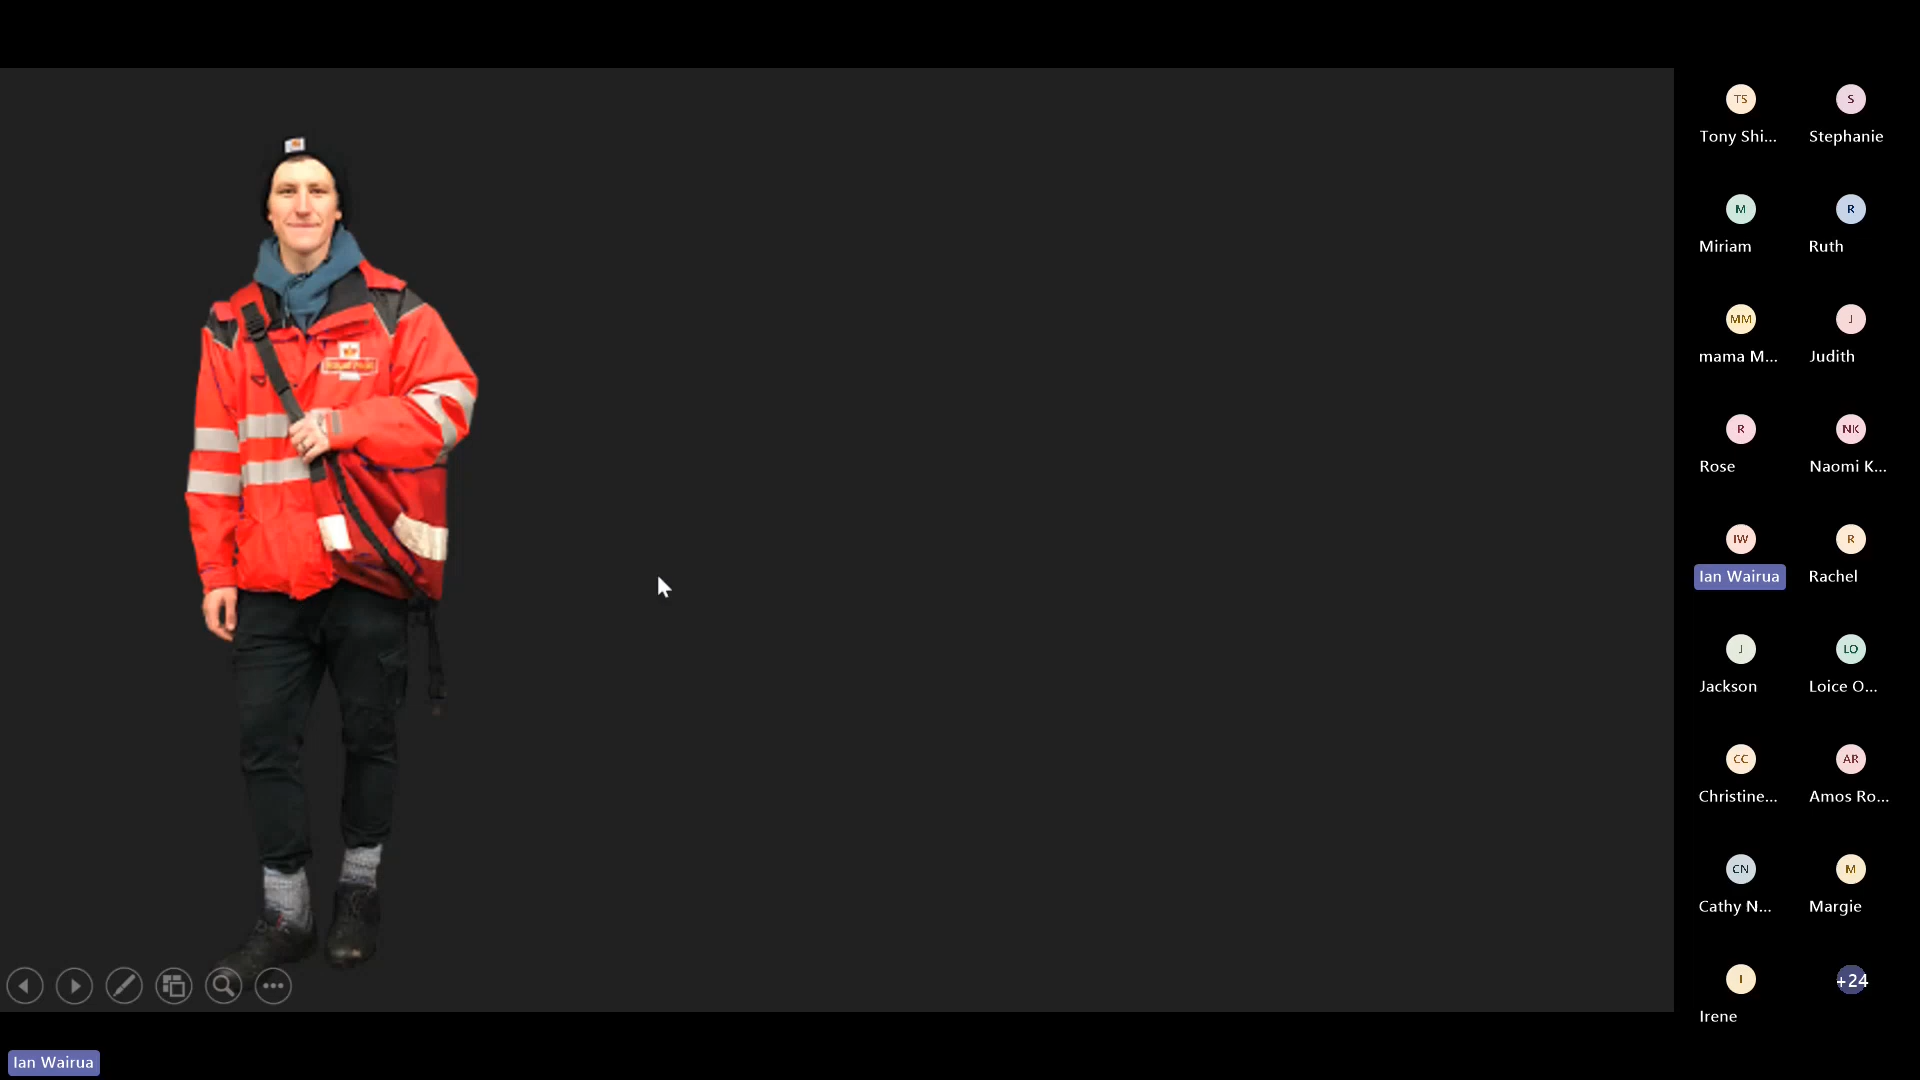 TS
S
Tony Shi...
Stephanie
M
R
Miriam
Ruth
MM
J
mama M...
Judith
R
NK
Rose
Naomi K...
IW
R
Ian Wairua
Rachel
J
LO
Jackson
Loice O...
CC
AR
Christine...
Amos Ro...
CN
M
Cathy N...
Margie
I
+24
Irene
Ian Wairua